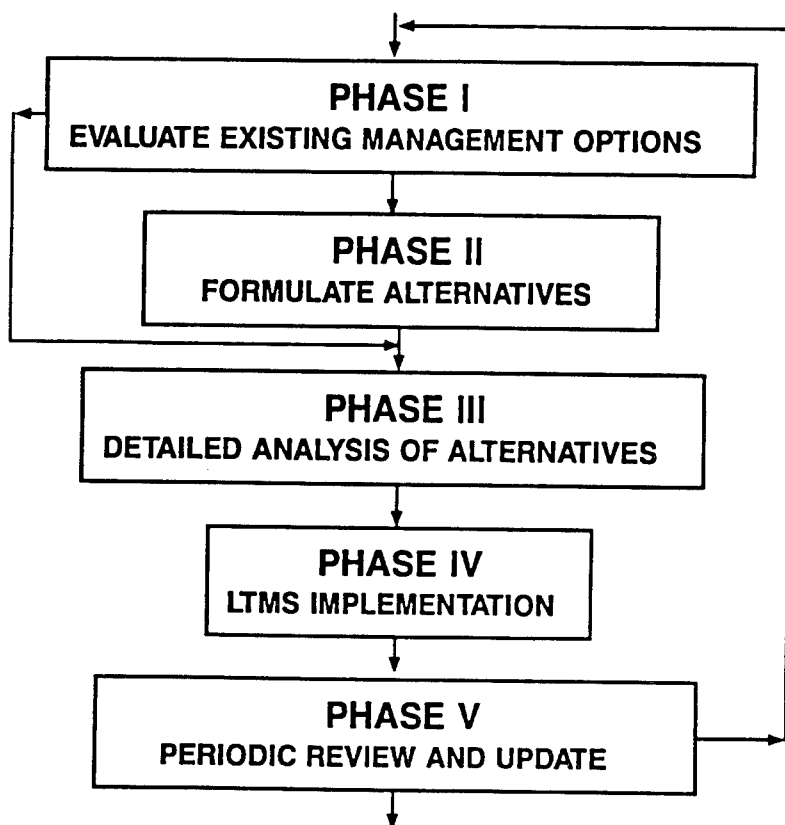 PHASE I
EVALUATE EXISTING MANAGEMENT OPTIONS
PHASE II
FORMULATE ALTERNATIVES
PHASE III
DETAILED ANALYSIS OF ALTERNATIVES
PHASE IV
LTMS IMPLEMENTATION
PHASE V
PERIODIC REVIEW AND UPDATE